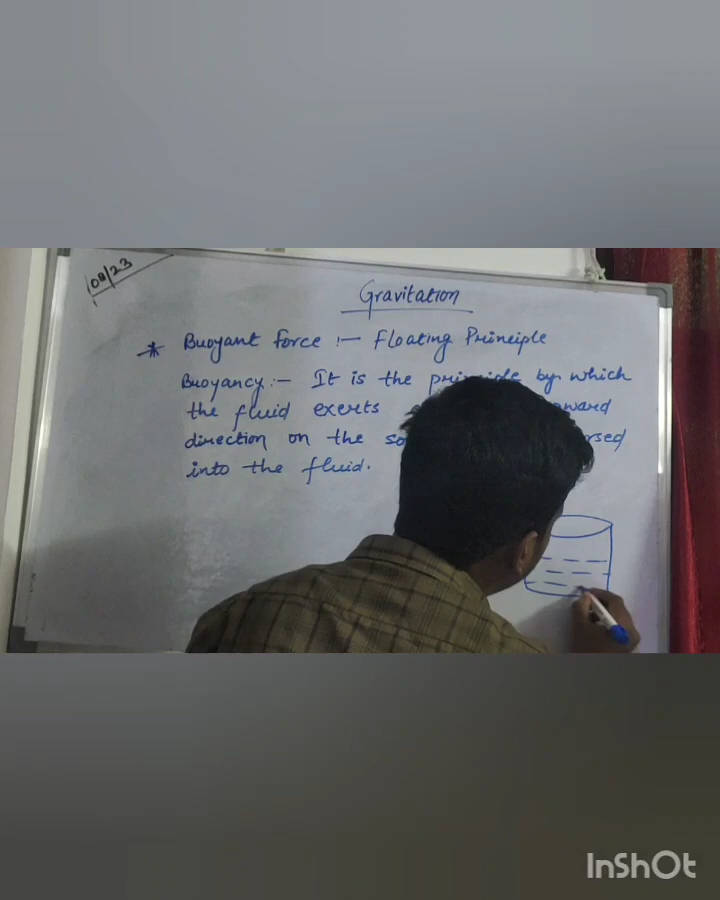 /08/23
Gravitation
* Buoyant force :- Floating Principle
Buoyancy :- It is the by which
the fluid exerts
direction on the
into the fluid.
InShOt